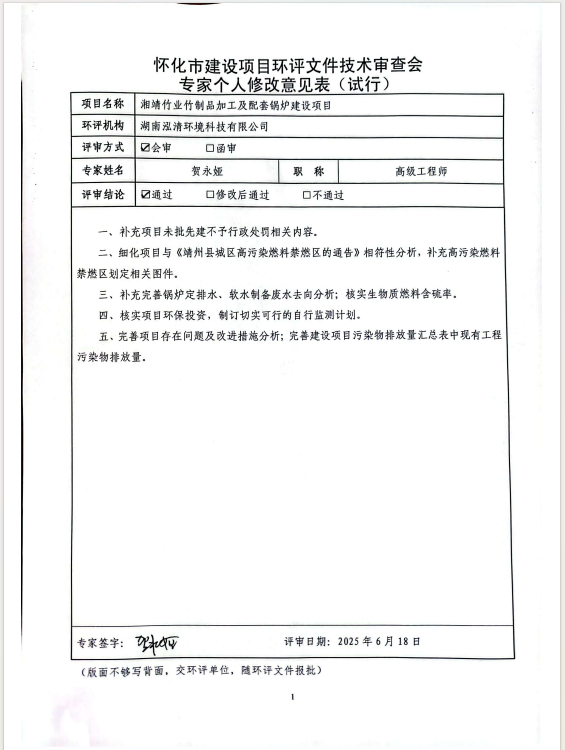 怀化市建设项目环评文件技术审查会
专家个人修改意见表（试行）
项目名称 湘靖竹业竹制品加工及配套锅炉建设项目
环评机构 湖南泓清环境科技有限公司
评审方式 ☑会审 □函审
专家姓名 贺永娅 职 称 高级工程师
评审结论 ☑通过 □修改后通过 □不通过
一、补充项目未批先建不予行政处罚相关内容。
二、细化项目与《靖州县城区高污染燃料禁燃区的通告》相符性分析，补充高污染燃料
禁燃区划定相关图件。
三、补充完善锅炉定排水、软水制备废水去向分析；核实生物质燃料含硫率。
四、核实项目环保投资，制订切实可行的自行监测计划。
五、完善项目存在问题及改进措施分析；完善建设项目污染物排放量汇总表中现有工程
污染物排放量。
专家签字： 贺永娅 评审日期：2025 年 6 月 18 日
（版面不够写背面，交环评单位，随环评文件报批）
1